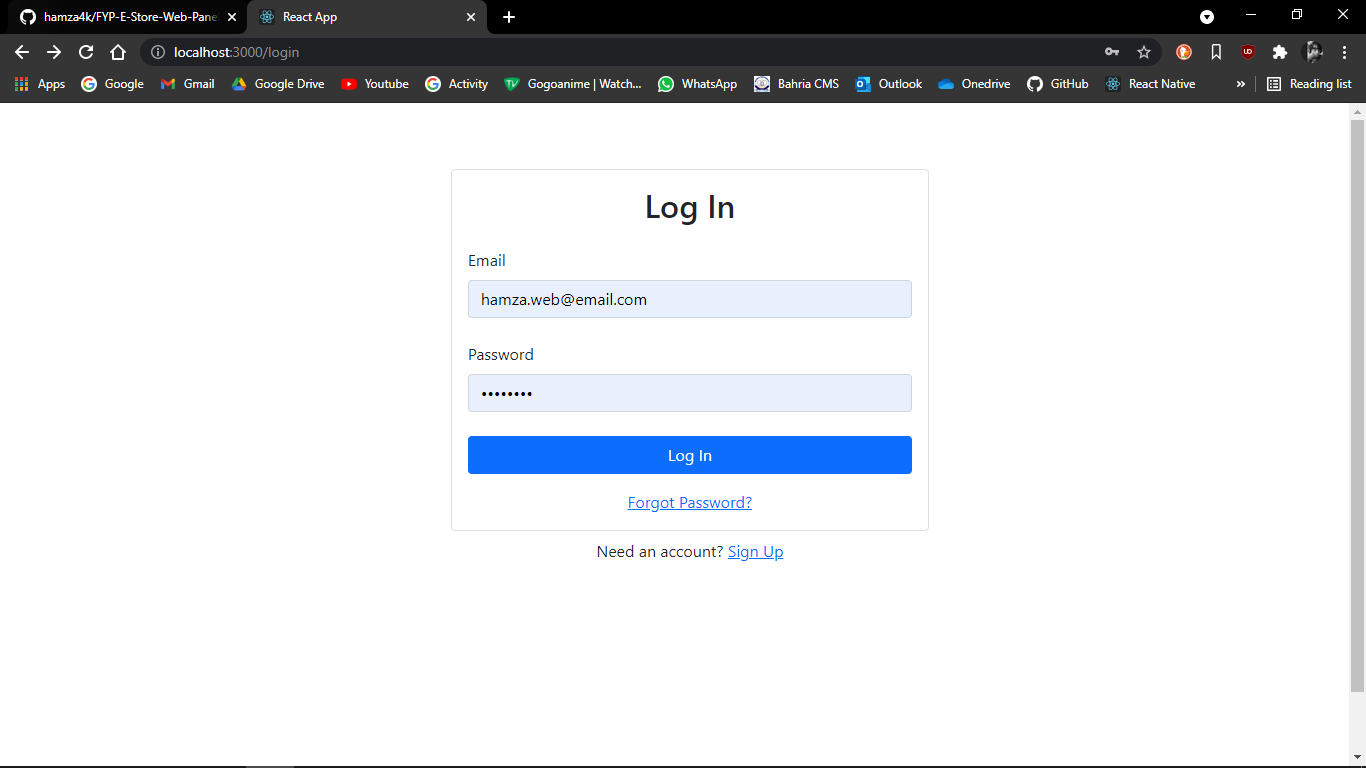 hamza4k/FYP-E-Store-Web-Pane
React App
localhost:3000/login
Apps Google Gmail Google Drive Youtube Activity Gogoanime | Watch... WhatsApp Bahria CMS Outlook Onedrive GitHub React Native » Reading list
Log In
Email
hamza.web@email.com
Password
••••••••
Log In
Forgot Password?
Need an account? Sign Up